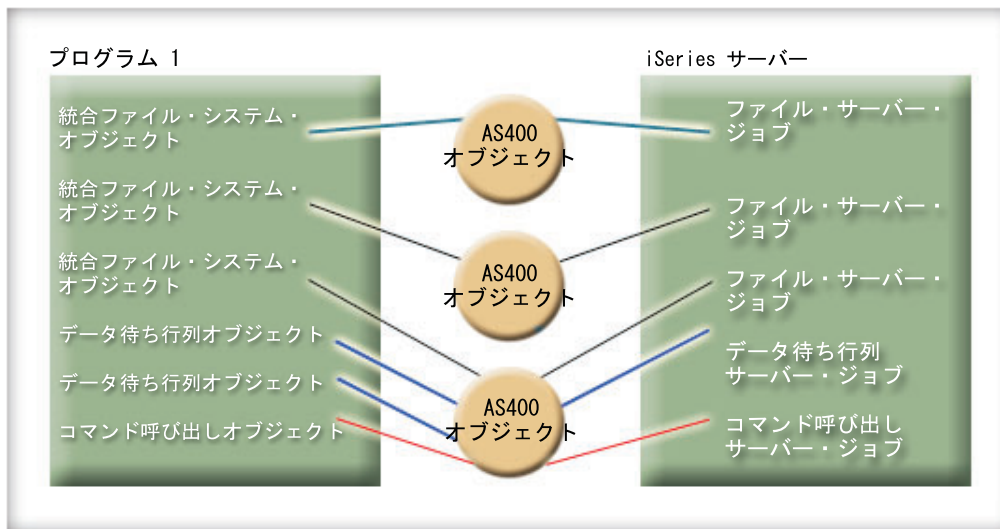 プログラム 1
統合ファイル・システム・
オブジェクト
統合ファイル・システム・
オブジェクト
統合ファイル・システム・
オブジェクト
データ待ち行列オブジェクト
データ待ち行列オブジェクト
コマンド呼び出しオブジェクト
AS400
オブジェクト
AS400
オブジェクト
AS400
オブジェクト
iSeries サーバー
ファイル・サーバー・
ジョブ
ファイル・サーバー・
ジョブ
ファイル・サーバー・
ジョブ
データ待ち行列
サーバー・ジョブ
コマンド呼び出し
サーバー・ジョブ